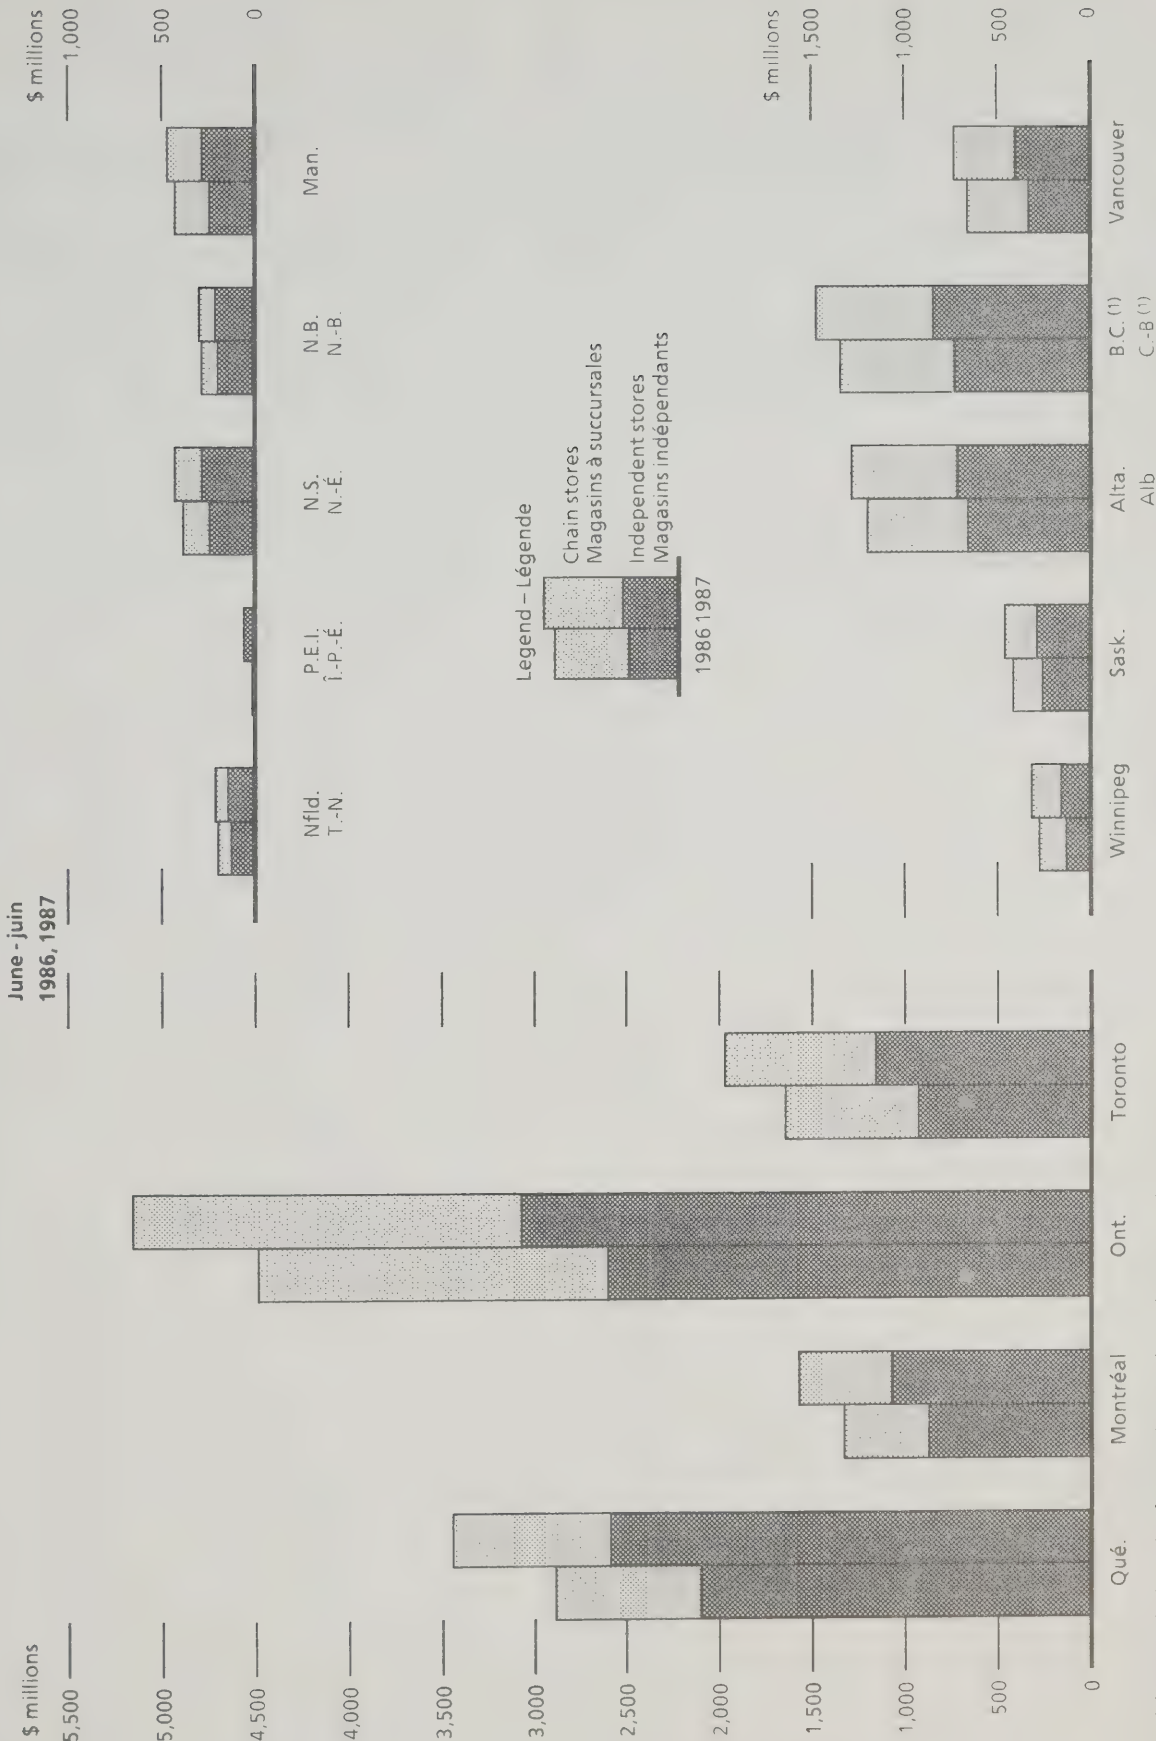 June - juin
1986, 1987
$ millions
5,500
5,000
4,500
4,000
3,500
3,000
2,500
2,000
1,500
1,000
500
0
Qué.
Montréal
Ont.
Toronto
$ millions
1,000
500
0
Nfld.
T.-N.
P.E.I.
Î.-P.-É.
N.S.
N.-É.
N.B.
N.-B.
Man.
Legend – Légende
Chain stores
Magasins à succursales
Independent stores
Magasins indépendants
1986 1987
$ millions
1,500
1,000
500
0
Winnipeg
Sask.
Alta.
Alb
B.C. (1)
C.-B (1)
Vancouver